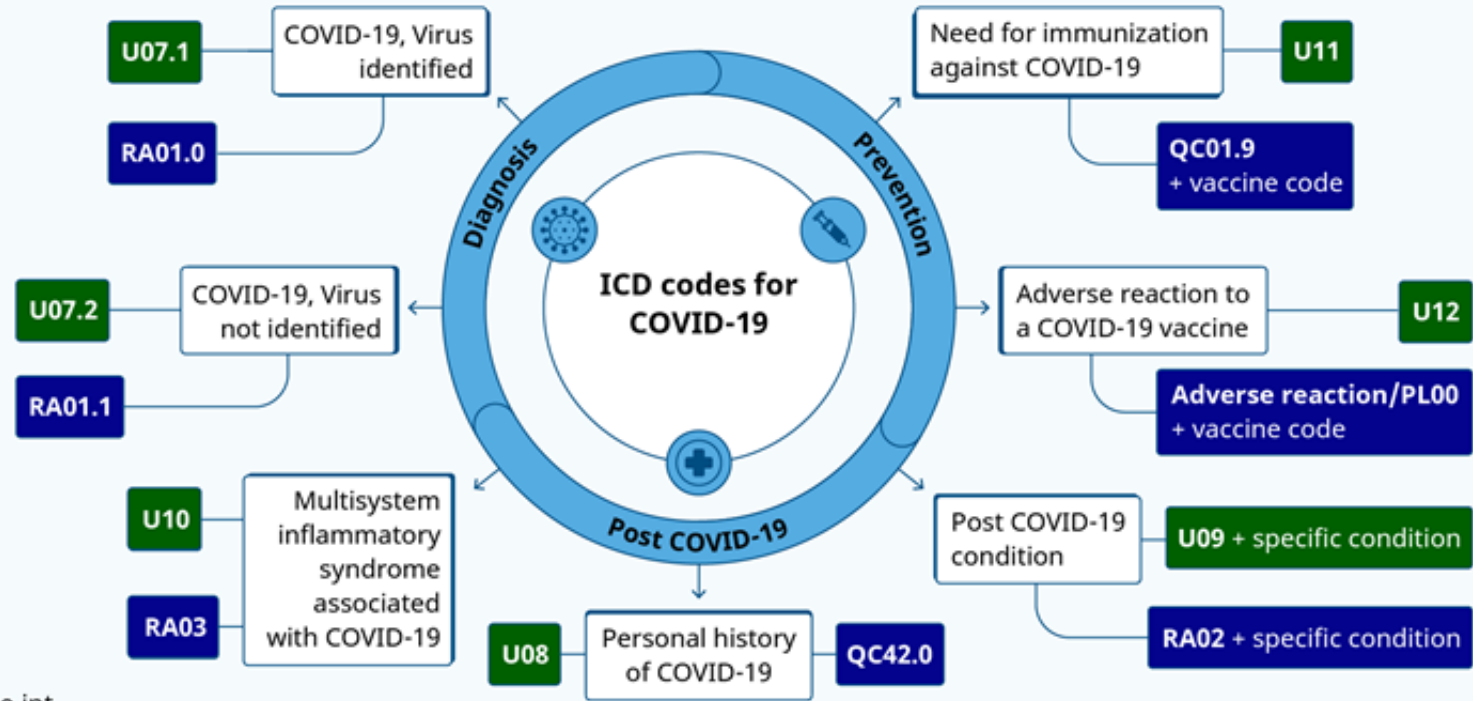 U07.1
COVID-19, Virus
identified
RA01.0
Need for immunization
against COVID-19
U11
QC01.9
+ vaccine code
Diagnosis
Prevention
ICD codes for
COVID-19
U07.2
COVID-19, Virus
not identified
RA01.1
Adverse reaction to
a COVID-19 vaccine
U12
Adverse reaction/PL00
+ vaccine code
U10
Multisystem
inflammatory
syndrome
associated
with COVID-19
RA03
Post COVID-19
Post COVID-19
condition
U09 + specific condition
RA02 + specific condition
U08
Personal history
of COVID-19
QC42.0